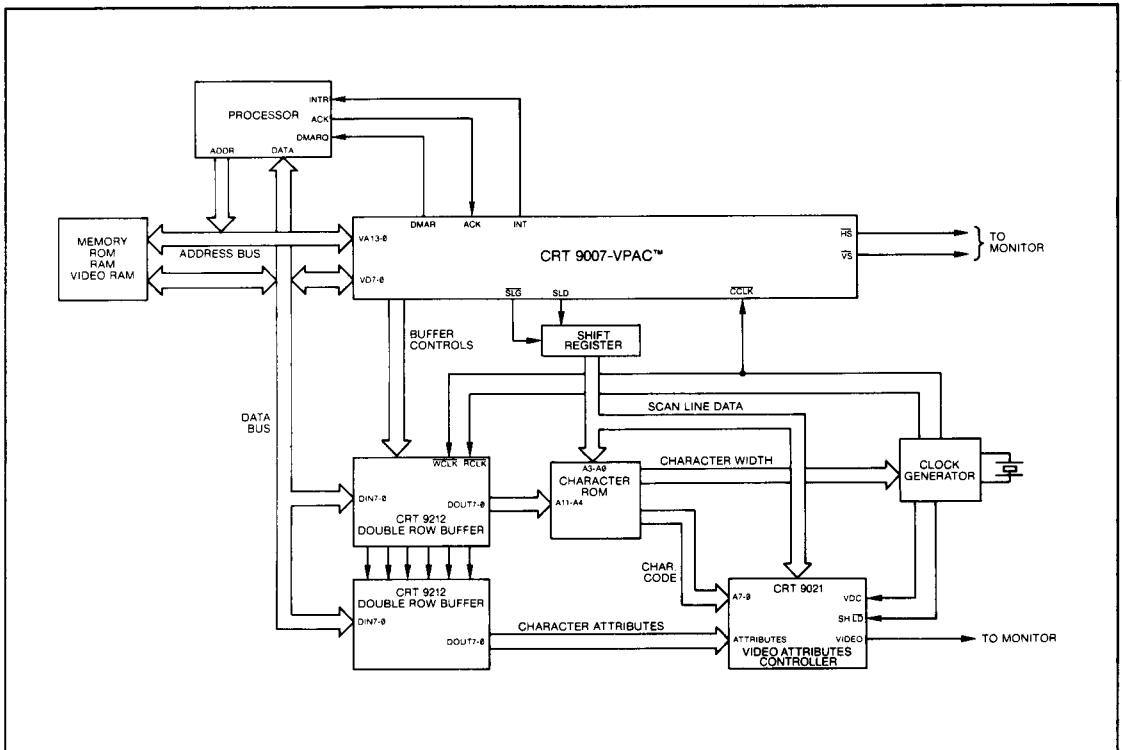 PROCESSOR
INTR
ACK
DMARQ
ADDR
DATA
MEMORY
ROM
RAM
VIDEO RAM
ADDRESS BUS
VA13-0
VD7-0
DMAR
ACK
INT
CRT 9007-VPAC™
HS
VS
TO
MONITOR
SLG
SLD
CCLK
BUFFER
CONTROLS
SHIFT
REGISTER
SCAN LINE DATA
DATA
BUS
WCLK
RCLK
DIN7-0
DOUT7-0
CRT 9212
DOUBLE ROW BUFFER
A3-A0
CHARACTER
ROM
A11-A4
CHARACTER WIDTH
CLOCK
GENERATOR
CHAR.
CODE
CRT 9212
DOUBLE ROW BUFFER
DIN7-0
DOUT7-0
CHARACTER ATTRIBUTES
CRT 9021
A7-0
VDC
SH LD
ATTRIBUTES
VIDEO
VIDEO ATTRIBUTES
CONTROLLER
TO MONITOR